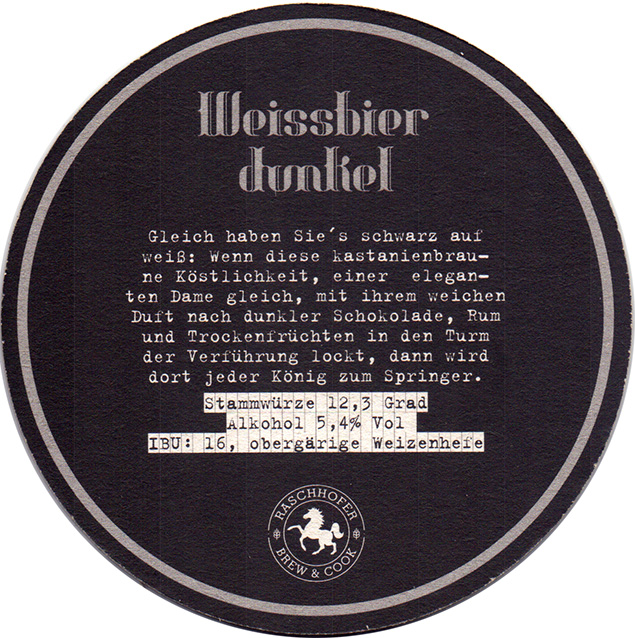 Weissbier
dunkel
Gleich haben Sie´s schwarz auf
weiß: Wenn diese kastanienbrau-
ne Köstlichkeit, einer elegan-
ten Dame gleich, mit ihrem weichen
Duft nach dunkler Schokolade, Rum
und Trockenfrüchten in den Turm
der Verführung lockt, dann wird
dort jeder König zum Springer.
Stammwürze 12,3 Grad
Alkohol 5,4% Vol
IBU: 16, obergärige Weizenhefe
RASCHHOFER
BREW & COOK